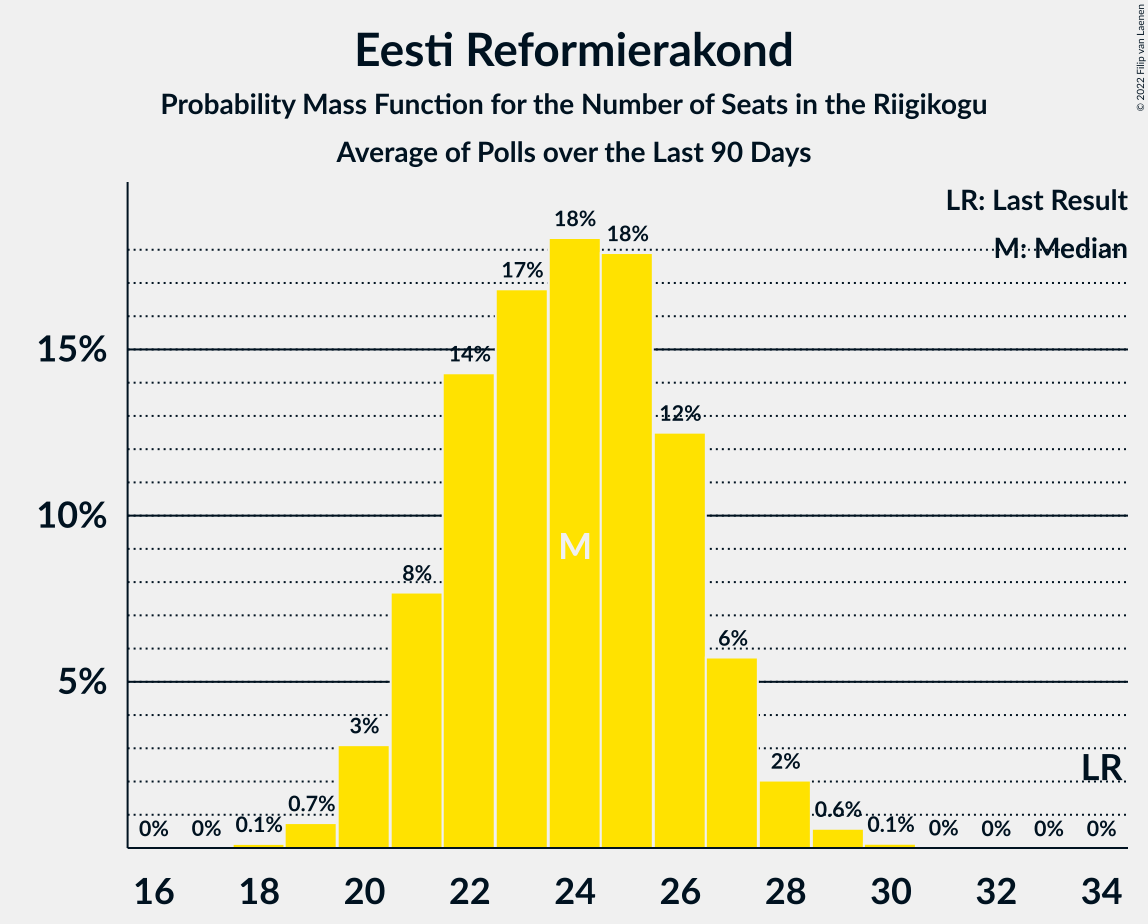 Eesti Reformierakond
Probability Mass Function for the Number of Seats in the Riigikogu
Average of Polls over the Last 90 Days
© 2022 Filip van Laenen
LR: Last Result
M: Median
15%
10%
5%
0% 0% 0.1% 0.7% 3% 8% 14% 17% 18% 18% 12% 6% 2% 0.6% 0.1% 0% 0% 0% 0%
M
LR
16 18 20 22 24 26 28 30 32 34